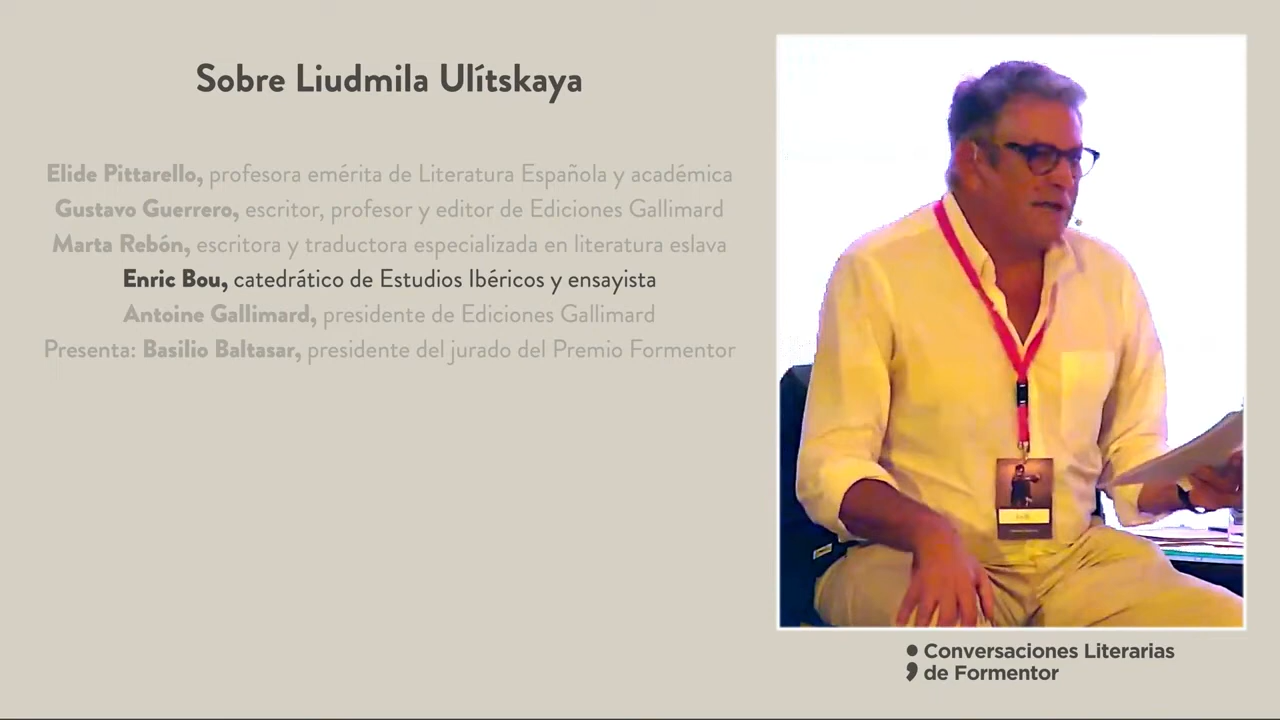 Sobre Liudmila Ulítskaya
Elide Pittarello, profesora emérita de Literatura Española y académica
Gustavo Guerrero, escritor, profesor y editor de Ediciones Gallimard
Marta Rebón, escritora y traductora especializada en literatura eslava
Enric Bou, catedrático de Estudios Ibéricos y ensayista
Antoine Gallimard, presidente de Ediciones Gallimard
Presenta: Basilio Baltasar, presidente del jurado del Premio Formentor
Conversaciones Literarias
de Formentor